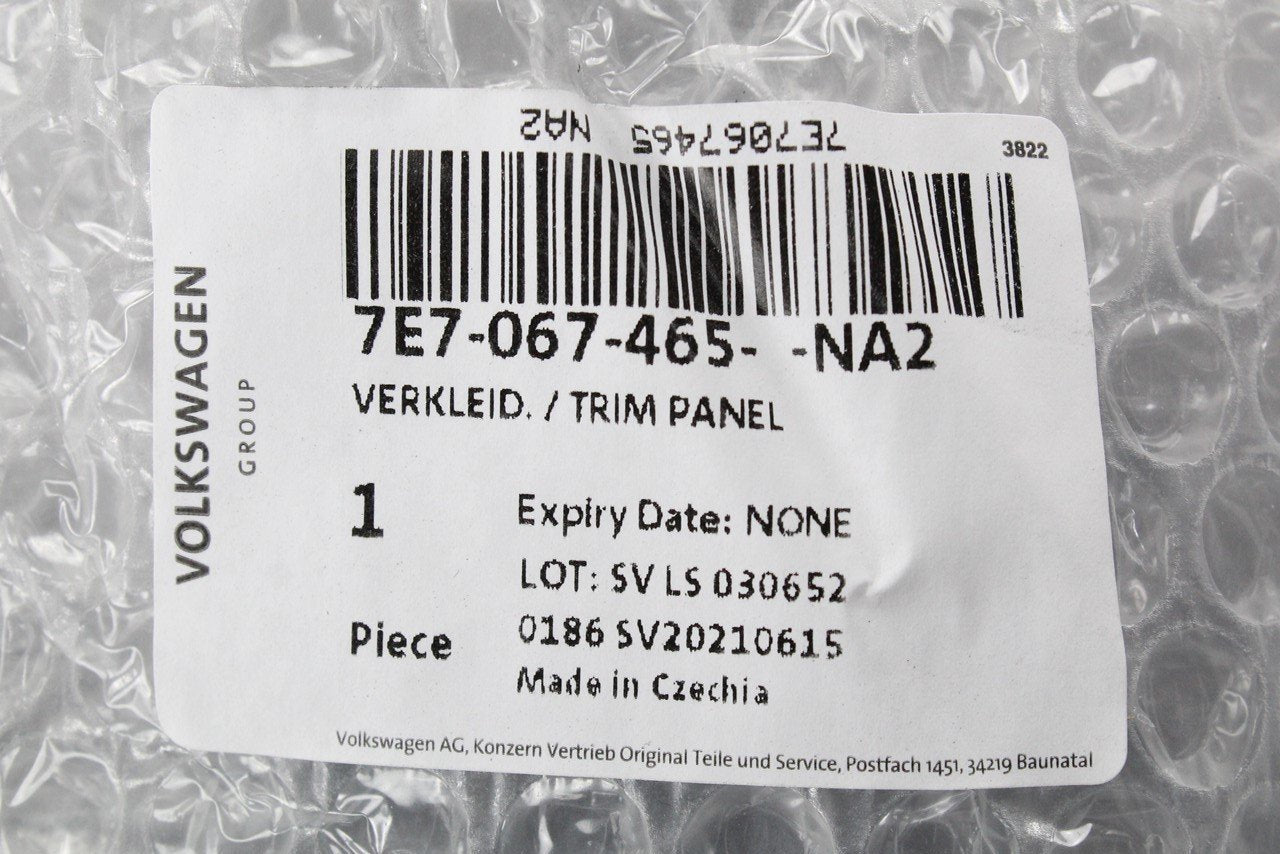 7E7067465 NA2
3822
7E7-067-465- -NA2
VERKLEID. / TRIM PANEL
VOLKSWAGEN
GROUP
1
Expiry Date: NONE
LOT: SV LS 030652
Piece
0186 SV20210615
Made in Czechia
Volkswagen AG, Konzern Vertrieb Original Teile und Service, Postfach 1451, 34219 Baunatal